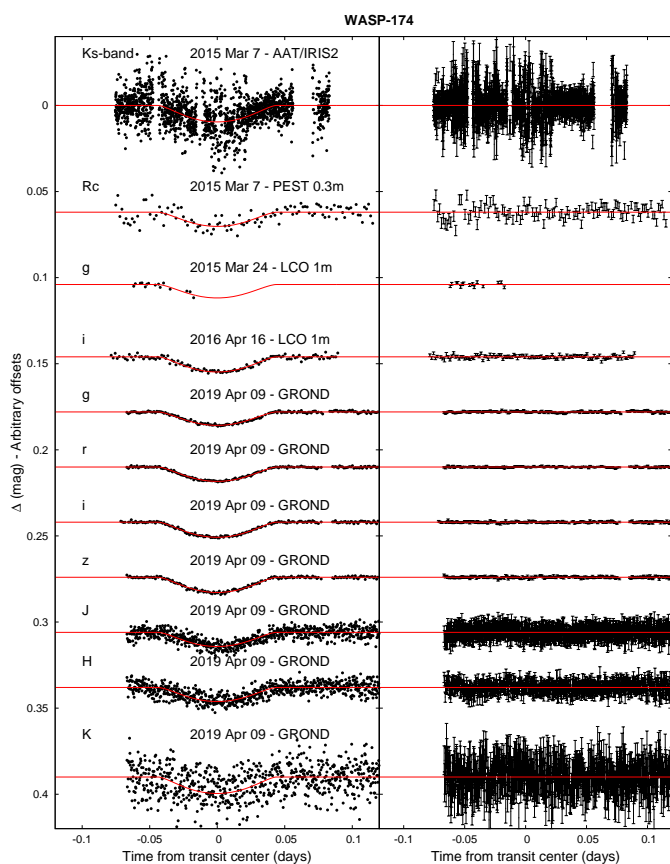 WASP-174
Ks-band 2015 Mar 7 - AAT/IRIS2
0
0.05
Rc 2015 Mar 7 - PEST 0.3m
g 2015 Mar 24 - LCO 1m
0.1
i 2016 Apr 16 - LCO 1m
0.15
g 2019 Apr 09 - GROND
r 2019 Apr 09 - GROND
0.2
i 2019 Apr 09 - GROND
0.25
z 2019 Apr 09 - GROND
J 2019 Apr 09 - GROND
0.3
H 2019 Apr 09 - GROND
0.35
K 2019 Apr 09 - GROND
0.4
Δ (mag) - Arbitrary offsets
-0.1 -0.05 0 0.05 0.1 -0.1 -0.05 0 0.05 0.1
Time from transit center (days) Time from transit center (days)